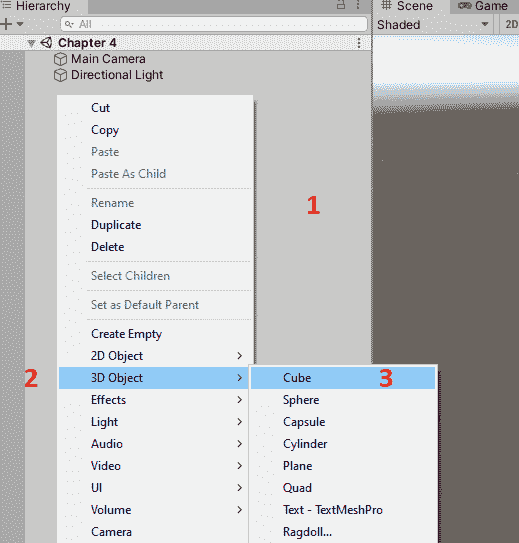 Hierarchy
Scene
Game
All
Shaded
2D
Chapter 4
Main Camera
Directional Light
Cut
Copy
Paste
Paste As Child
1
Rename
Duplicate
Delete
Select Children
Set as Default Parent
Create Empty
2D Object
2
3D Object
Cube
3
Effects
Sphere
Light
Capsule
Audio
Cylinder
Video
Plane
UI
Quad
Volume
Text - TextMeshPro
Camera
Ragdoll...